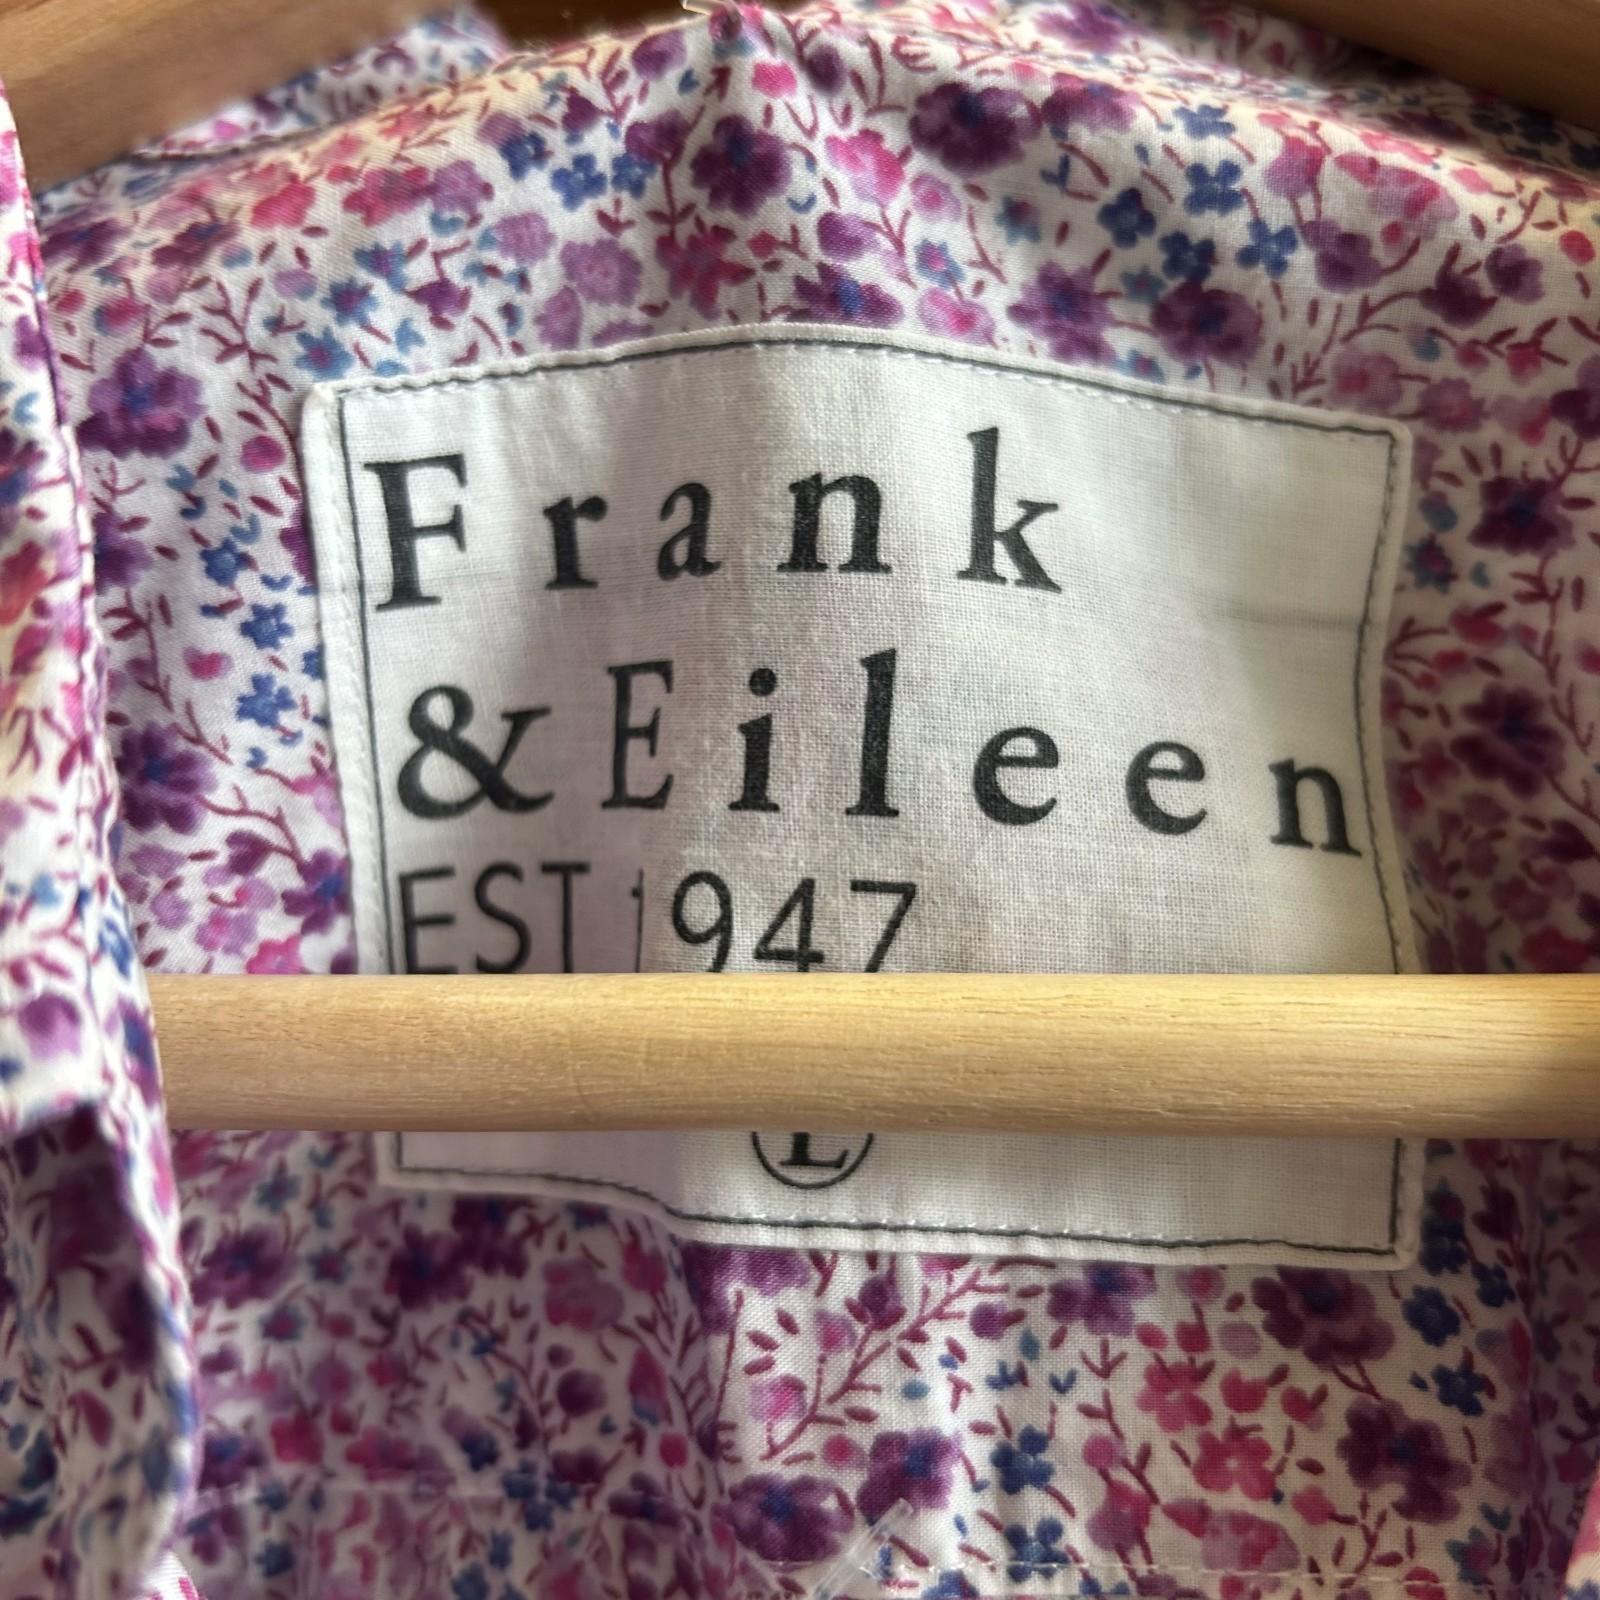 Frank
& Eileen
EST 1947
L